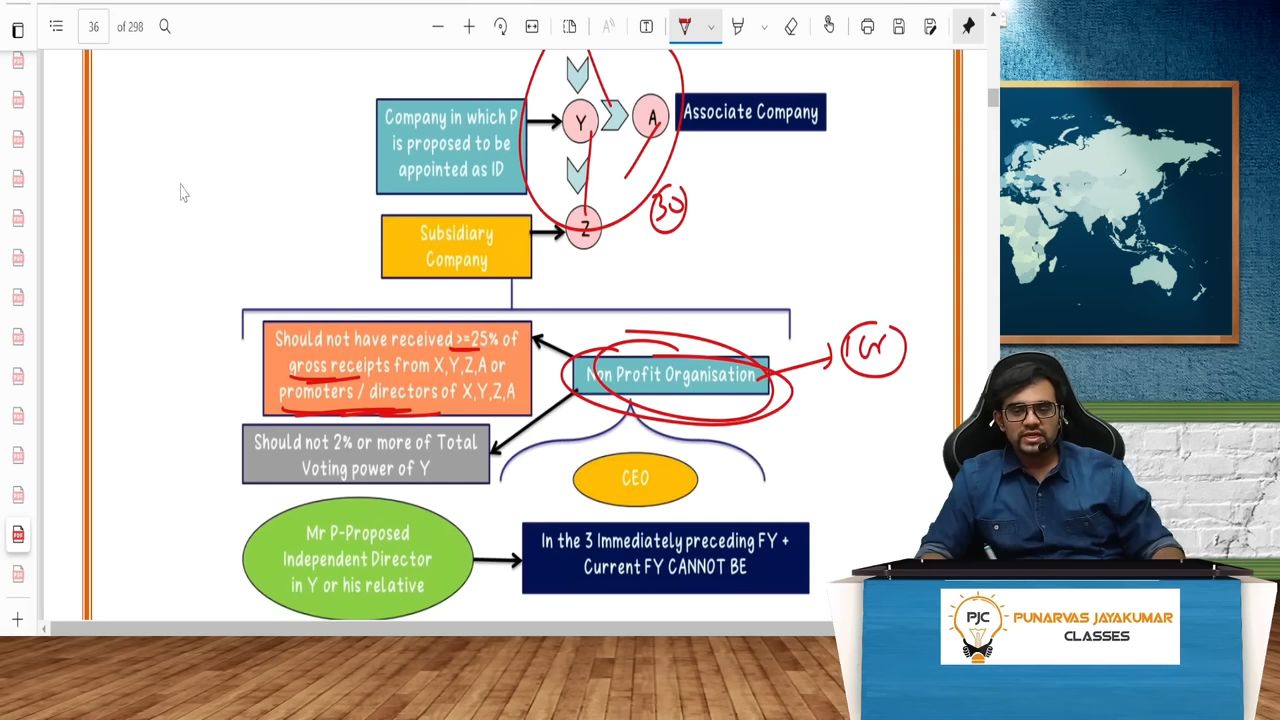 36
of 298
Company in which P
is proposed to be
appointed as ID
Y
A
Associate Company
30
Subsidiary
Company
Z
Should not have received >=25% of
gross receipts from X,Y,Z,A or
promoters / directors of X,Y,Z,A
Non Profit Organisation
1 Cr
Should not 2% or more of Total
Voting power of Y
CEO
Mr P-Proposed
Independent Director
in Y or his relative
In the 3 Immediately preceding FY +
Current FY CANNOT BE
PJC
PUNARVAS JAYAKUMAR
CLASSES